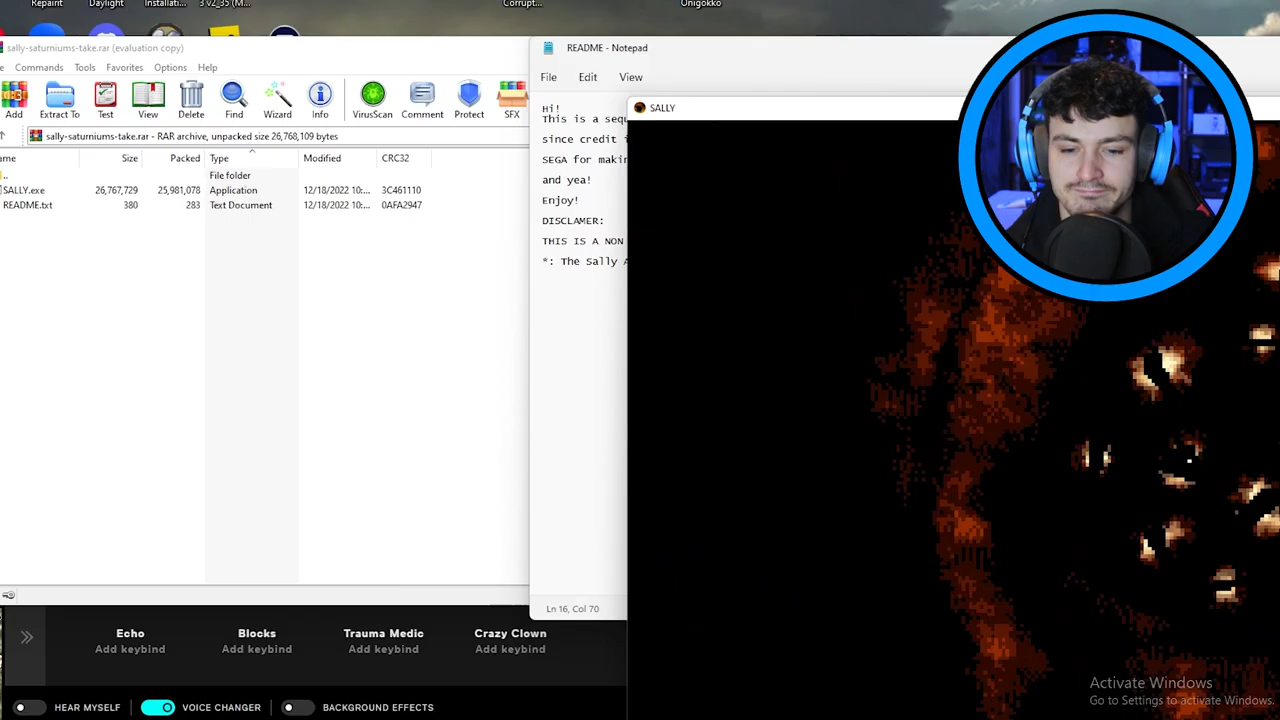 Repaint
Daylight
Installati...
3 v2_35 (M...
Corrupt...
Onigokko
sally-saturniums-take.rar (evaluation copy)
Commands Tools Favorites Options Help
Add Extract To Test View Delete Find Wizard Info VirusScan Comment Protect SFX
sally-saturniums-take.rar - RAR archive, unpacked size 26,768,109 bytes
Size Packed Type Modified CRC32
.. File folder
SALLY.exe 26,767,729 25,981,078 Application 12/18/2022 10:... 3C461110
README.txt 380 283 Text Document 12/18/2022 10:... 0AFA2947
README - Notepad
File Edit View
Hi!
This is a sequ
since credit i
SEGA for makin
and yea!
Enjoy!
DISCLAMER:
THIS IS A NON
*: The Sally A
Ln 16, Col 70
SALLY
Echo Blocks Trauma Medic Crazy Clown
Add keybind Add keybind Add keybind Add keybind
HEAR MYSELF VOICE CHANGER BACKGROUND EFFECTS
Activate Windows
Go to Settings to activate Windows.